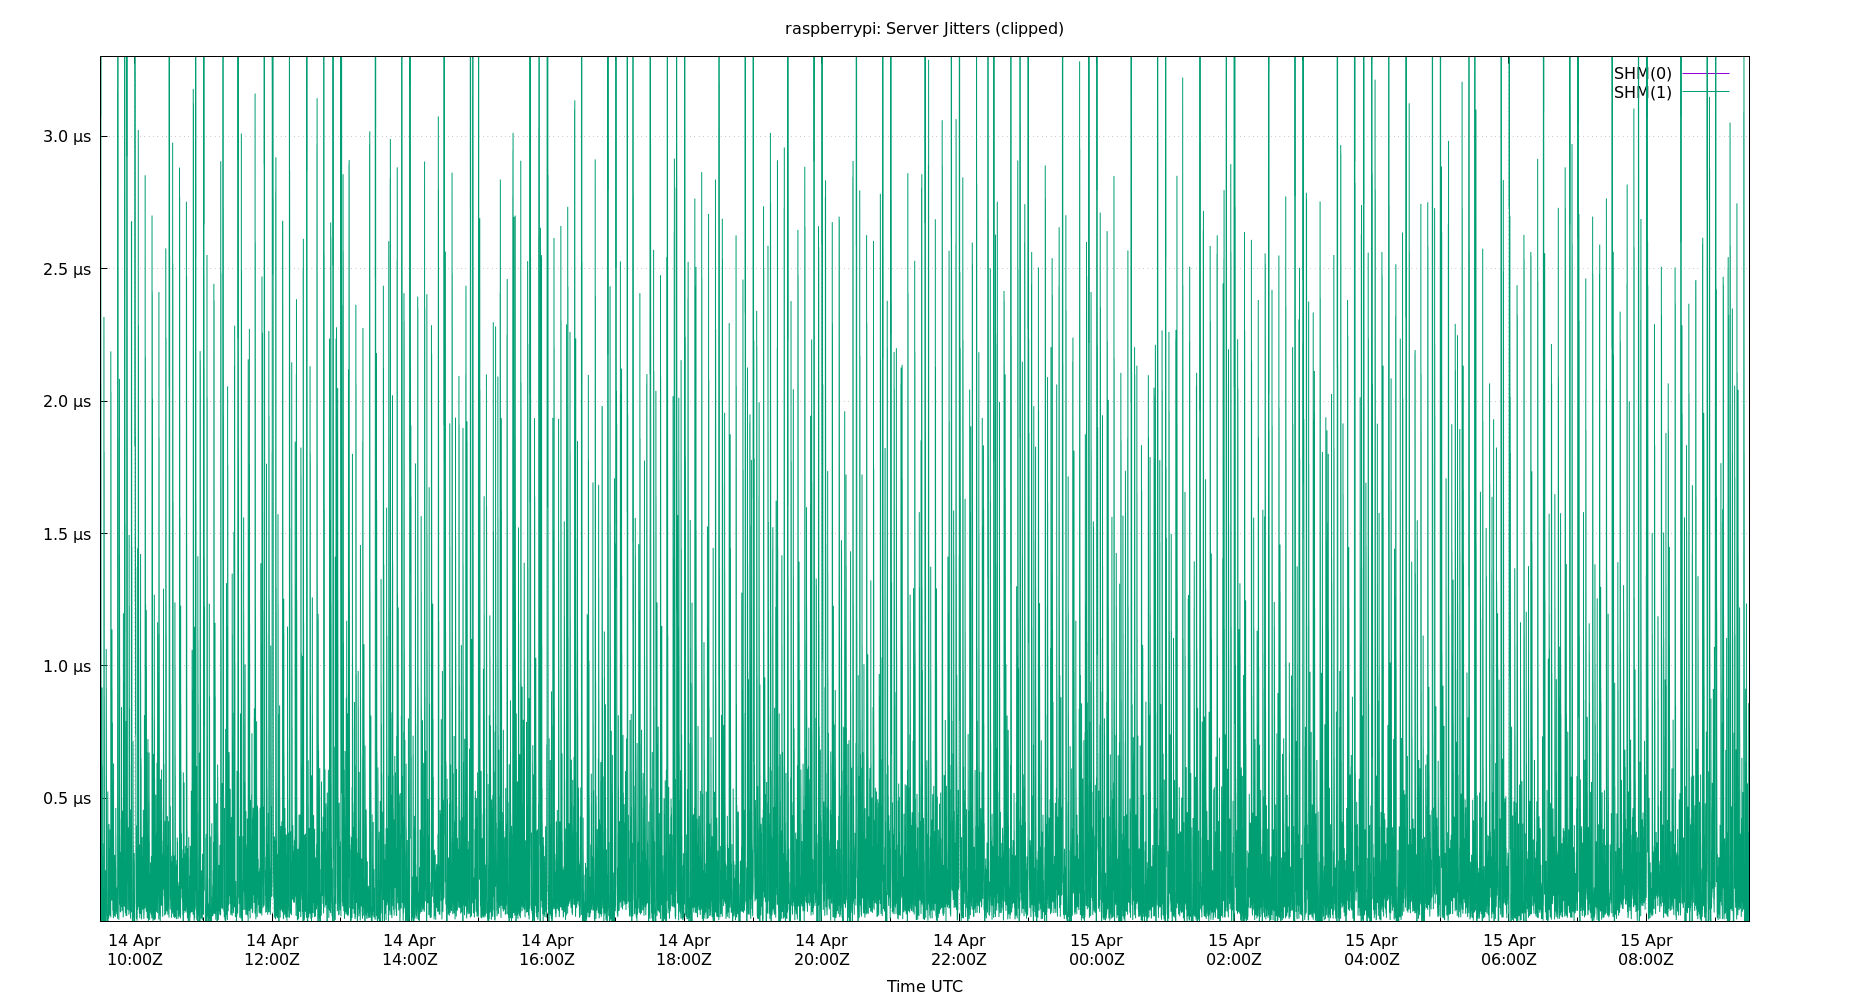 raspberrypi: Server Jitters (clipped)
SHM(0)
SHM(1)
3.0 µs
2.5 µs
2.0 µs
1.5 µs
1.0 µs
0.5 µs
14 Apr 14 Apr 14 Apr 14 Apr 14 Apr 14 Apr 14 Apr 15 Apr 15 Apr 15 Apr 15 Apr 15 Apr
10:00Z 12:00Z 14:00Z 16:00Z 18:00Z 20:00Z 22:00Z 00:00Z 02:00Z 04:00Z 06:00Z 08:00Z
Time UTC